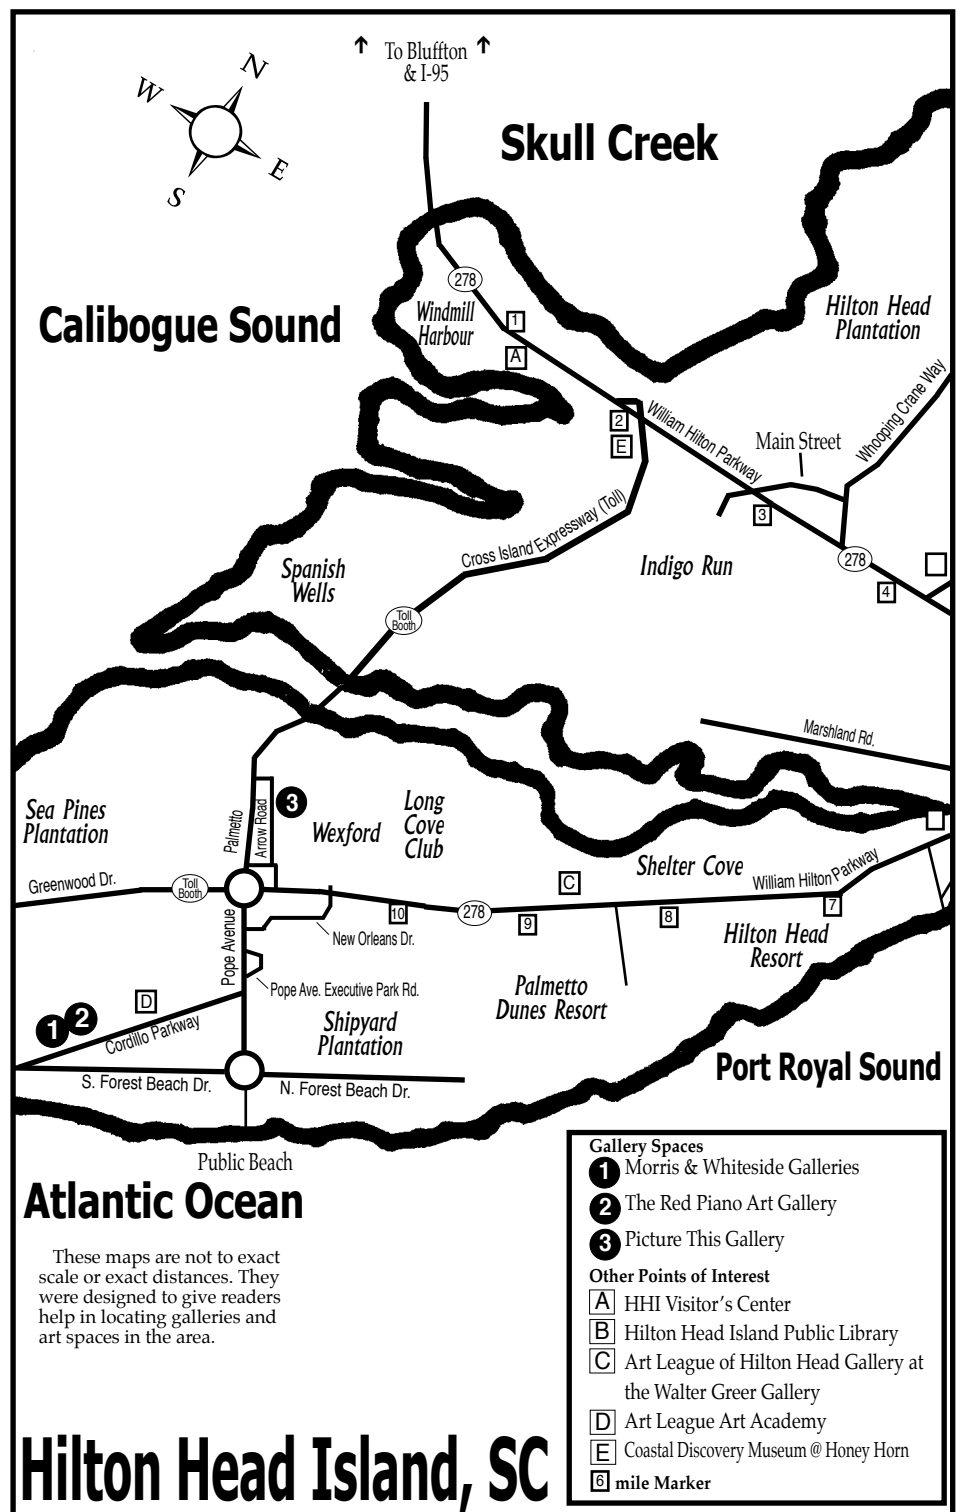 To Bluffton
& I-95
N
W
E
S
Skull Creek
278
Calibogue Sound
Windmill
Harbour
1
A
Hilton Head
Plantation
Whooping Crane Way
2
E
William Hilton Parkway
Main Street
3
Cross Island Expressway (Toll)
Spanish
Wells
Indigo Run
278
4
Toll
Booth
Marshland Rd.
Sea Pines
Plantation
Palmetto
Arrow Road
3
Wexford
Long
Cove
Club
Shelter Cove
William Hilton Parkway
Greenwood Dr.
Toll
Booth
C
10
278
9
8
7
New Orleans Dr.
Pope Avenue
Hilton Head
Resort
Pope Ave. Executive Park Rd.
Palmetto
Dunes Resort
D
1
2
Cordillo Parkway
Shipyard
Plantation
S. Forest Beach Dr.
N. Forest Beach Dr.
Port Royal Sound
Public Beach
Atlantic Ocean
These maps are not to exact
scale or exact distances. They
were designed to give readers
help in locating galleries and
art spaces in the area.
Gallery Spaces
1 Morris & Whiteside Galleries
2 The Red Piano Art Gallery
3 Picture This Gallery
Other Points of Interest
A HHI Visitor's Center
B Hilton Head Island Public Library
C Art League of Hilton Head Gallery at
the Walter Greer Gallery
D Art League Art Academy
E Coastal Discovery Museum @ Honey Horn
6 mile Marker
Hilton Head Island, SC